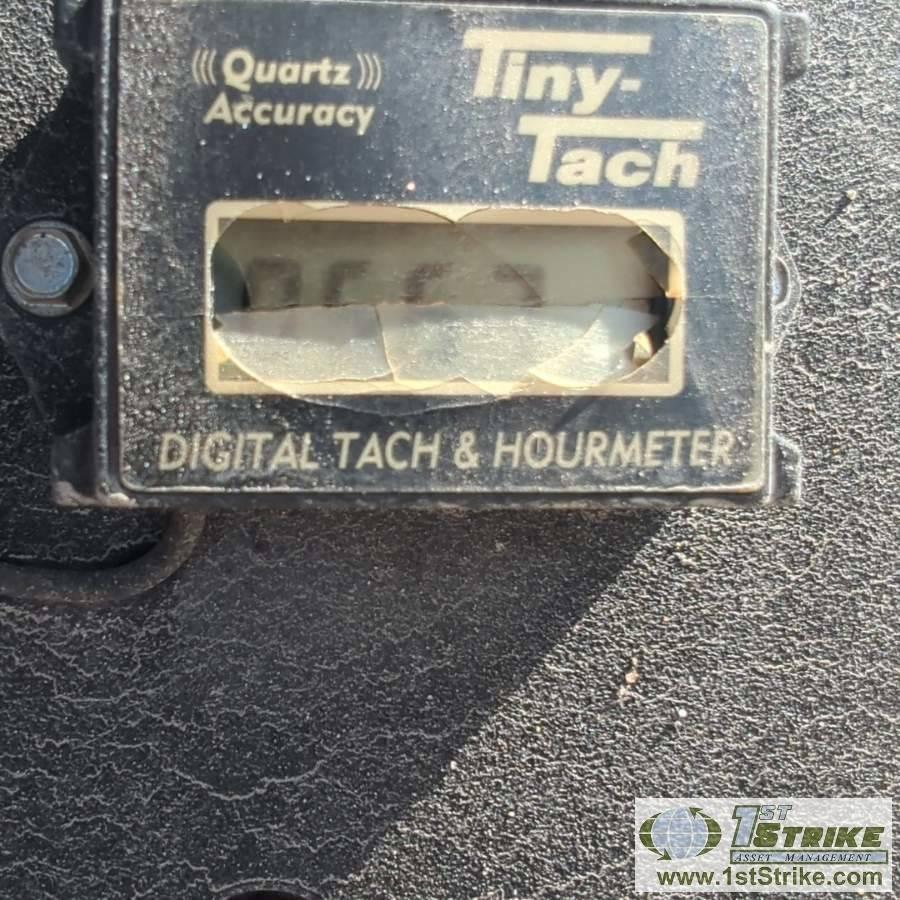 Quartz
Accuracy
Tiny-
Tach
DIGITAL TACH & HOURMETER
1ST
STRIKE
ASSET MANAGEMENT
www.1stStrike.com